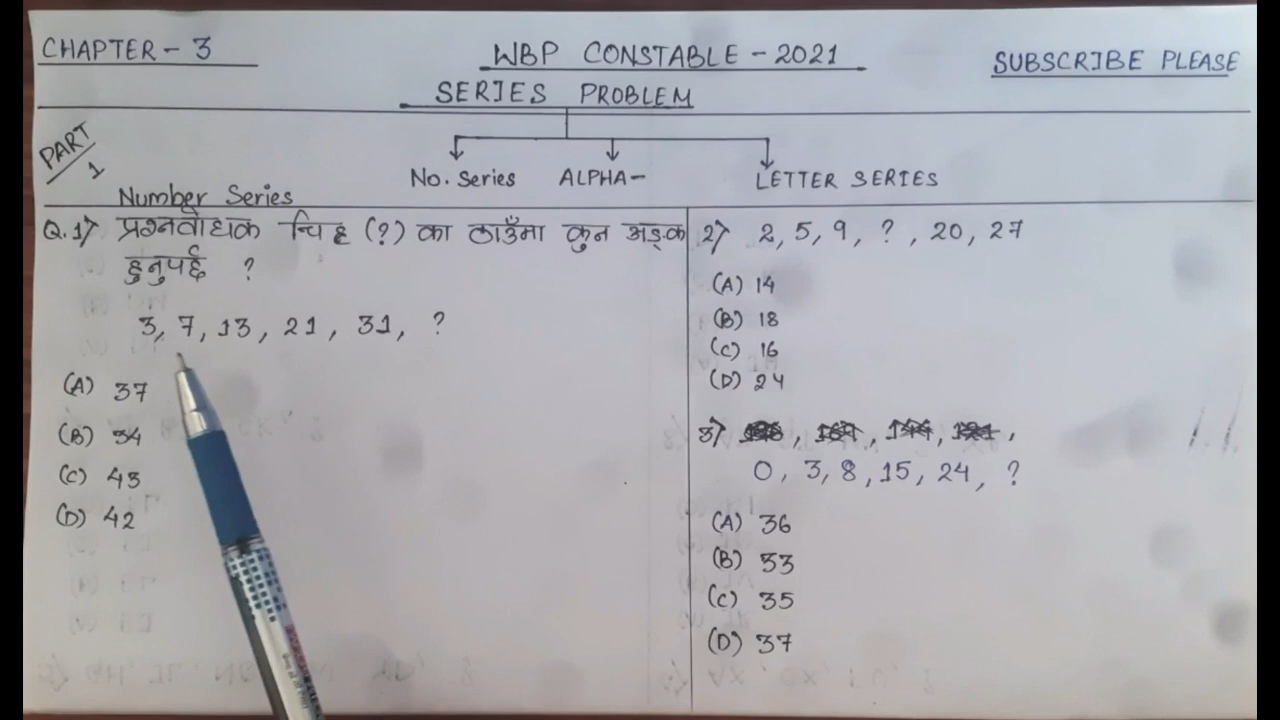 CHAPTER - 3
WBP CONSTABLE - 2021
SUBSCRIBE PLEASE
SERIES PROBLEM
PART 1
No. Series
ALPHA-
LETTER SERIES
Number Series
Q.1) प्रश्नवोधक चिह्न (?) का ठाउँमा कुन अङ्क
हुनुपर्छ ?
3, 7, 13, 21, 31, ?
(A) 37
(B) 34
(C) 43
(D) 42
2) 2, 5, 9, ?, 20, 27
(A) 14
(B) 18
(C) 16
(D) 24
3)
0, 3, 8, 15, 24, ?
(A) 36
(B) 33
(C) 35
(D) 37